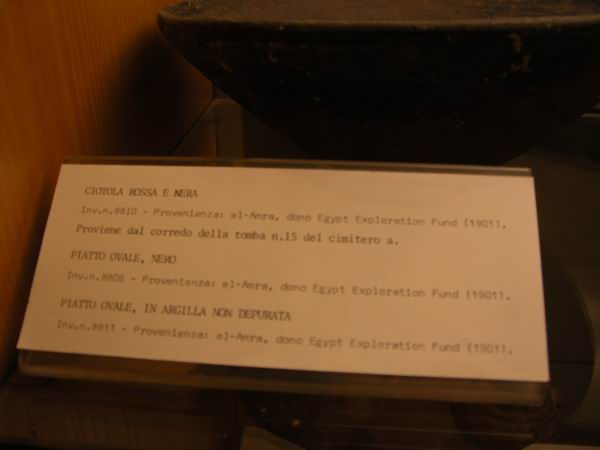 CIOTOLA ROSSA E NERA
Inv.n.8810 - Provenienza: el-Amra, dono Egypt Exploration Fund (1901).
Proviene dal corredo della tomba n.15 del cimitero a.
PIATTO OVALE, NERO
Inv.n.8806 - Provenienza: el-Amra, dono Egypt Exploration Fund (1901).
PIATTO OVALE, IN ARGILLA NON DEPURATA
Inv.n.8811 - Provenienza: el-Amra, dono Egypt Exploration Fund (1901).